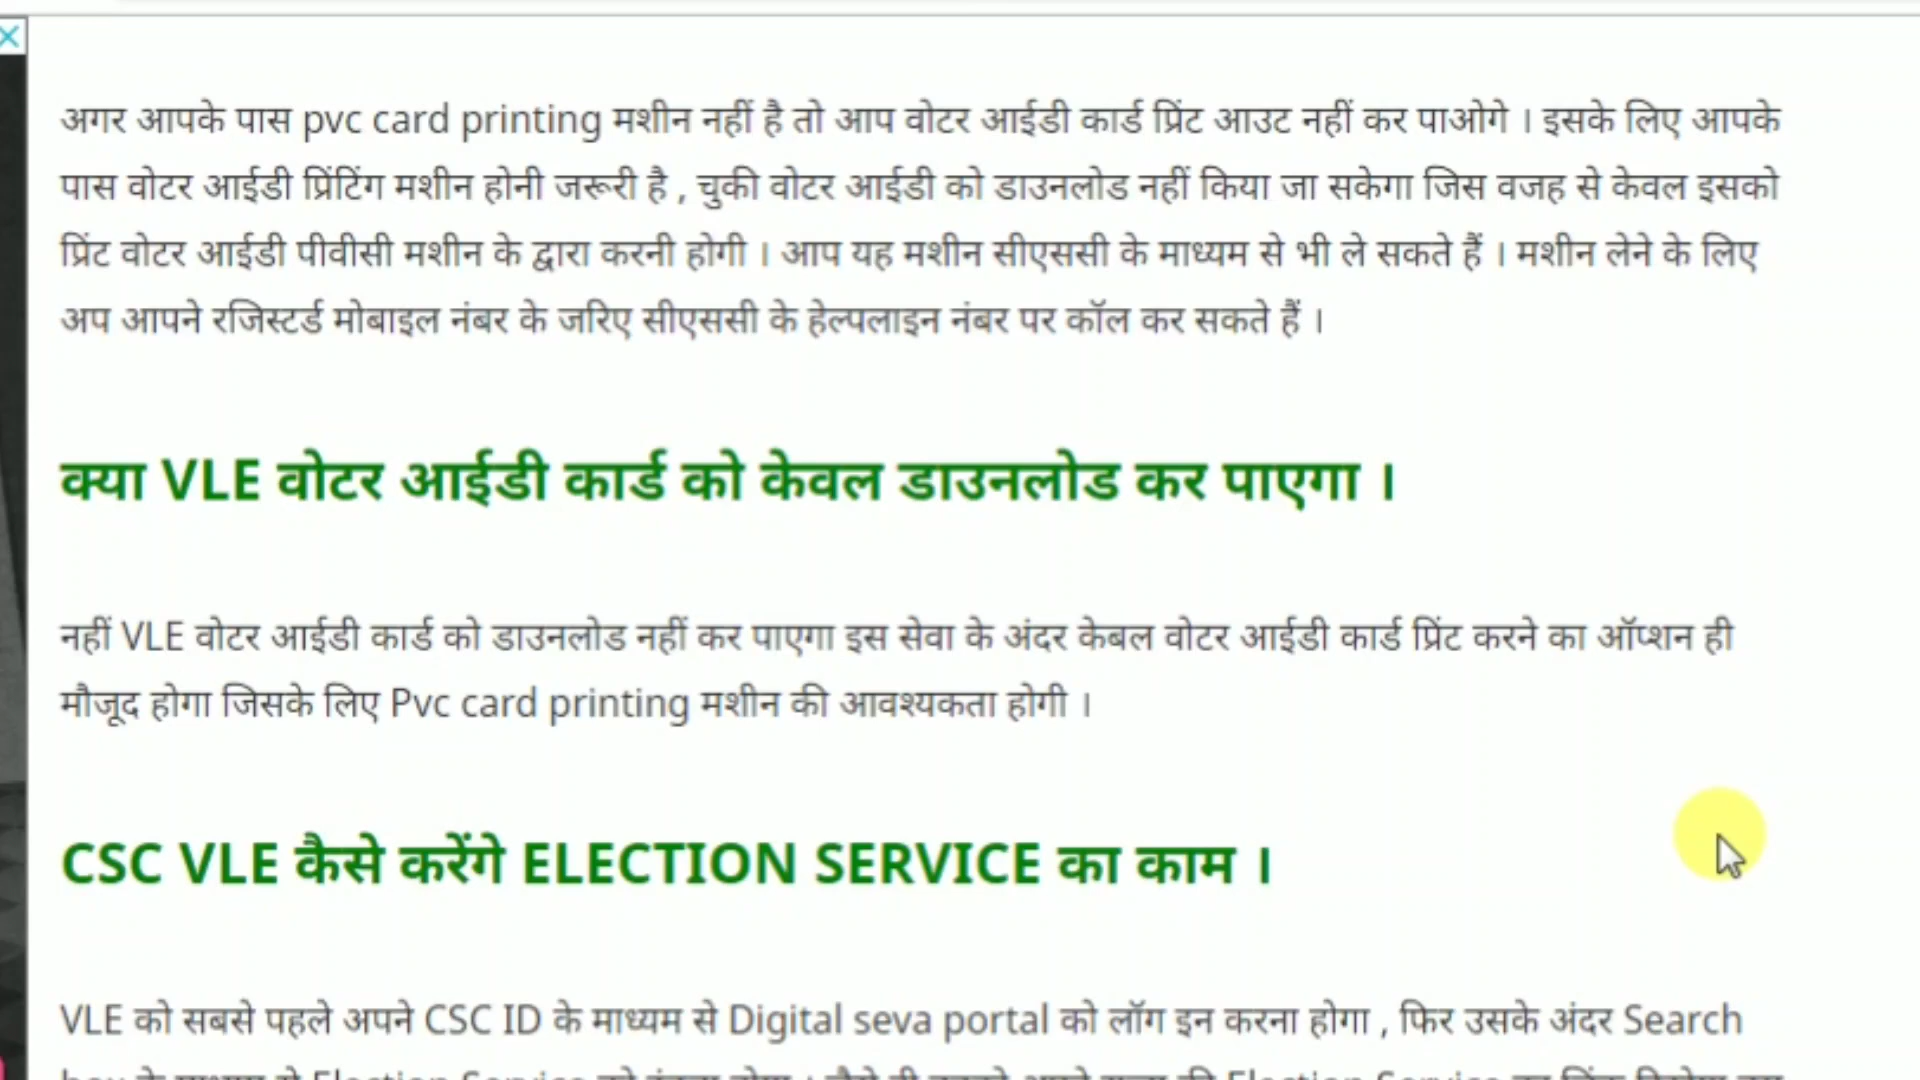 अगर आपके पास pvc card printing मशीन नहीं है तो आप वोटर आईडी कार्ड प्रिंट आउट नहीं कर पाओगे । इसके लिए आपके
पास वोटर आईडी प्रिंटिंग मशीन होनी जरूरी है , चुकी वोटर आईडी को डाउनलोड नहीं किया जा सकेगा जिस वजह से केवल इसको
प्रिंट वोटर आईडी पीवीसी मशीन के द्वारा करनी होगी । आप यह मशीन सीएससी के माध्यम से भी ले सकते हैं । मशीन लेने के लिए
अप आपने रजिस्टर्ड मोबाइल नंबर के जरिए सीएससी के हेल्पलाइन नंबर पर कॉल कर सकते हैं ।
क्या VLE वोटर आईडी कार्ड को केवल डाउनलोड कर पाएगा ।
नहीं VLE वोटर आईडी कार्ड को डाउनलोड नहीं कर पाएगा इस सेवा के अंदर केबल वोटर आईडी कार्ड प्रिंट करने का ऑप्शन ही
मौजूद होगा जिसके लिए Pvc card printing मशीन की आवश्यकता होगी ।
CSC VLE कैसे करेंगे ELECTION SERVICE का काम ।
VLE को सबसे पहले अपने CSC ID के माध्यम से Digital seva portal को लॉग इन करना होगा , फिर उसके अंदर Search